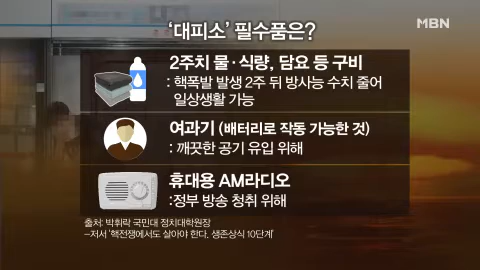 '대피소' 필수품은?
MBN
2주치 물·식량, 담요 등 구비
: 핵폭발 발생 2주 뒤 방사능 수치 줄어
일상생활 가능
여과기 (배터리로 작동 가능한 것)
: 깨끗한 공기 유입 위해
휴대용 AM라디오
:정부 방송 청취 위해
출처: 박휘락 국민대 정치대학원장
-저서 '핵전쟁에서도 살아야 한다. 생존상식 10단계'